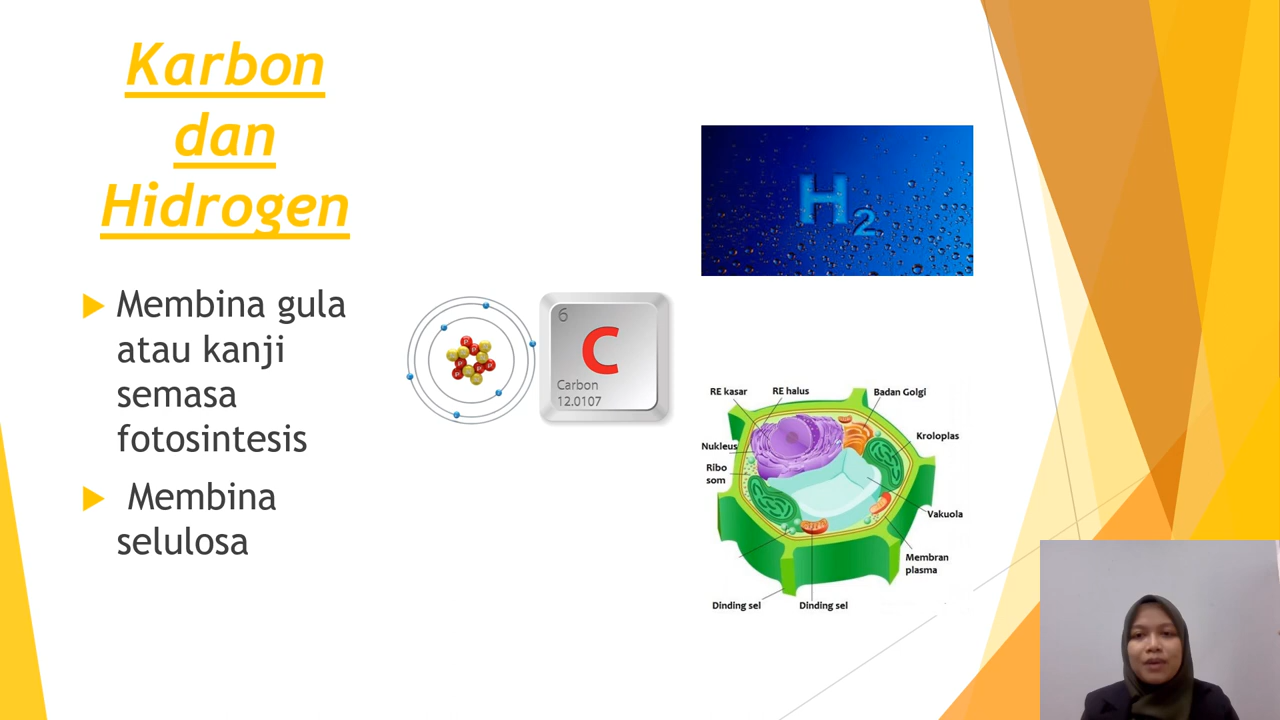 Karbon
dan
Hidrogen
Membina gula
atau kanji
semasa
fotosintesis
Membina
selulosa
6
C
Carbon
12.0107
H2
RE kasar
RE halus
Badan Golgi
Nukleus
Kroloplas
Ribo
som
Vakuola
Membran
plasma
Dinding sel
Dinding sel